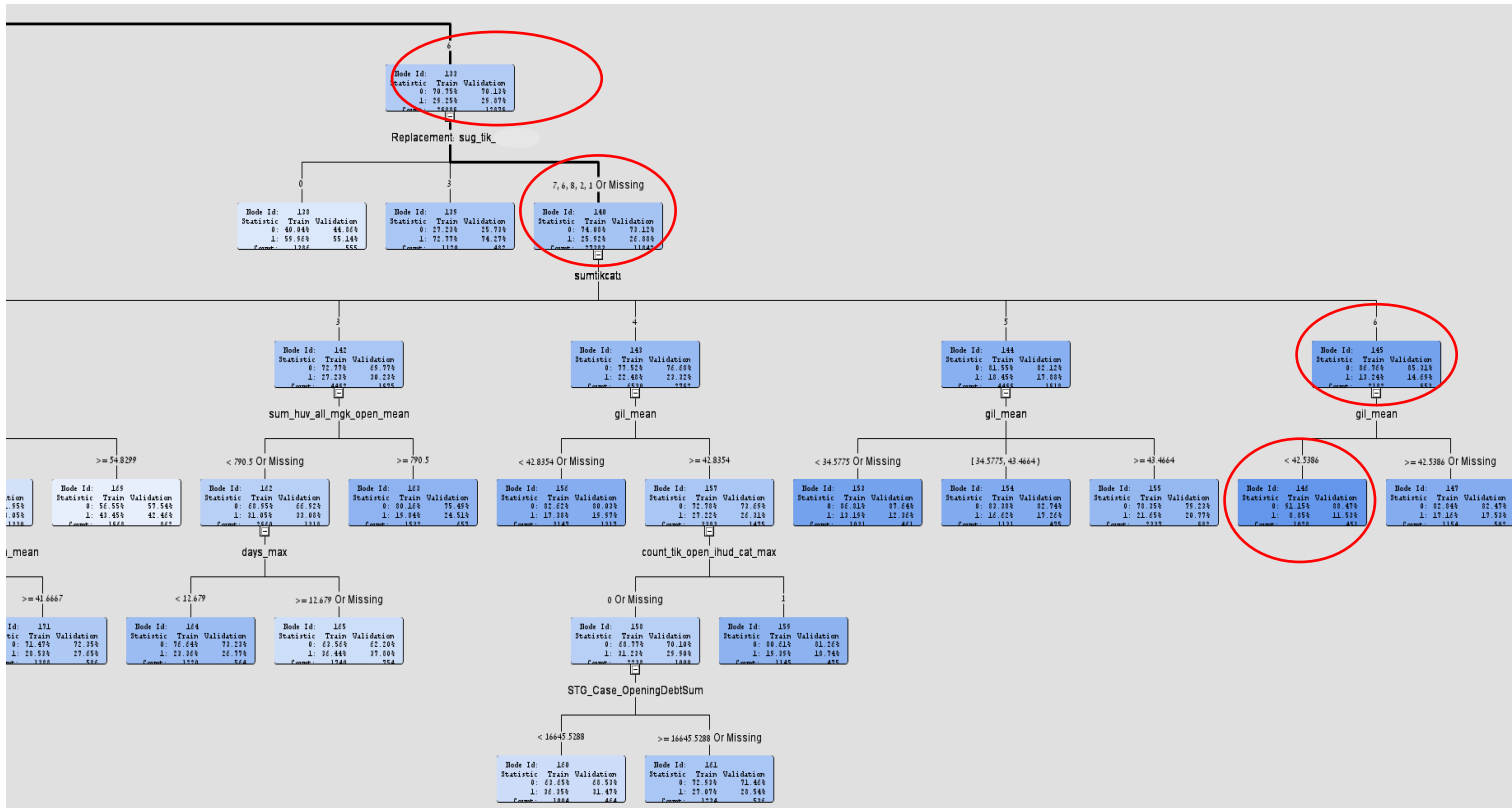 6
Node Id: 133
Statistic Train Validation
0: 70.75% 70.13%
1: 29.25% 29.87%
Replacement: sug_tik_
0
3
7, 6, 8, 2, 1 Or Missing
Node Id: 138
Statistic Train Validation
0: 40.04% 44.86%
1: 59.96% 55.14%
Node Id: 139
Statistic Train Validation
0: 27.23% 25.73%
1: 72.77% 74.27%
Node Id: 140
Statistic Train Validation
0: 74.08% 73.12%
1: 25.92% 26.88%
sumtikcat1
3
4
5
6
Node Id: 142
Statistic Train Validation
0: 72.77% 69.77%
1: 27.23% 30.23%
Node Id: 143
Statistic Train Validation
0: 77.52% 76.68%
1: 22.48% 23.32%
Node Id: 144
Statistic Train Validation
0: 81.55% 82.12%
1: 18.45% 17.88%
Node Id: 145
Statistic Train Validation
0: 86.76% 85.31%
1: 13.24% 14.69%
sum_huv_all_mgk_open_mean
gil_mean
gil_mean
gil_mean
>= 54.8299
< 790.5 Or Missing
>= 790.5
< 42.8354 Or Missing
>= 42.8354
< 34.5775 Or Missing
[ 34.5775, 43.4664 )
>= 43.4664
< 42.5386
>= 42.5386 Or Missing
Node Id: 169
Statistic Train Validation
0: 56.55% 57.54%
1: 43.45% 42.46%
Node Id: 162
Statistic Train Validation
0: 68.95% 66.92%
1: 31.05% 33.08%
Node Id: 163
Statistic Train Validation
0: 80.16% 75.49%
1: 19.84% 24.51%
Node Id: 156
Statistic Train Validation
0: 82.62% 80.03%
1: 17.38% 19.97%
Node Id: 157
Statistic Train Validation
0: 72.78% 73.69%
1: 27.22% 26.31%
Node Id: 153
Statistic Train Validation
0: 86.81% 87.64%
1: 13.19% 12.36%
Node Id: 154
Statistic Train Validation
0: 83.38% 82.74%
1: 16.62% 17.26%
Node Id: 155
Statistic Train Validation
0: 78.35% 79.23%
1: 21.65% 20.77%
Node Id: 146
Statistic Train Validation
0: 91.15% 88.47%
1: 8.85% 11.53%
Node Id: 147
Statistic Train Validation
0: 82.84% 82.47%
1: 17.16% 17.53%
_mean
days_max
count_tik_open_ihud_cat_max
>= 41.6667
< 12.679
>= 12.679 Or Missing
0 Or Missing
1
Id: 171
Train Validation
0: 71.47% 72.35%
1: 28.53% 27.65%
Node Id: 164
Statistic Train Validation
0: 76.64% 73.23%
1: 23.36% 26.77%
Node Id: 165
Statistic Train Validation
0: 63.56% 62.20%
1: 36.44% 37.80%
Node Id: 158
Statistic Train Validation
0: 68.77% 70.10%
1: 31.23% 29.90%
Node Id: 159
Statistic Train Validation
0: 80.61% 81.26%
1: 19.39% 18.74%
STG_Case_OpeningDebtSum
< 16645.5288
>= 16645.5288 Or Missing
Node Id: 160
Statistic Train Validation
0: 63.65% 68.53%
1: 36.35% 31.47%
Node Id: 161
Statistic Train Validation
0: 72.93% 71.46%
1: 27.07% 28.54%